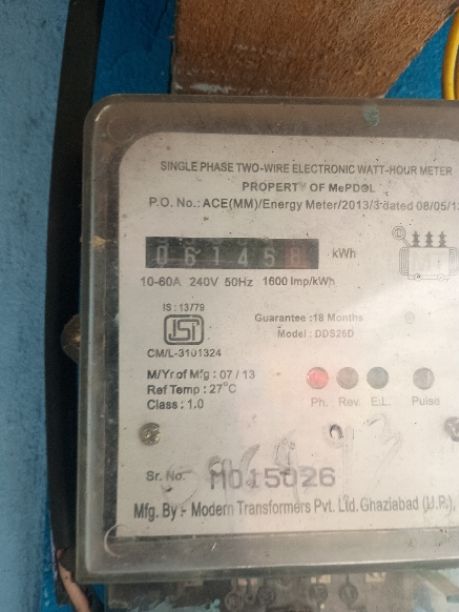 SINGLE PHASE TWO-WIRE ELECTRONIC WATT-HOUR METER
PROPERTY OF MePDCL
P.O. No.: ACE(MM)/Energy Meter/2013/3 dated 08/05/1
061458 kWh
10-60A 240V 50Hz 1600 Imp/kWh
IS : 13779
Guarantee :18 Months
Model : DDS26D
CM/L-3101324
M/Yr of Mfg : 07 / 13
Ref Temp : 27°C
Class : 1.0
Ph. Rev. E.L. Pulse
Sr. No. M015026
Mfg. By :- Modern Transformers Pvt. Ltd. Ghaziabad (U.P.),